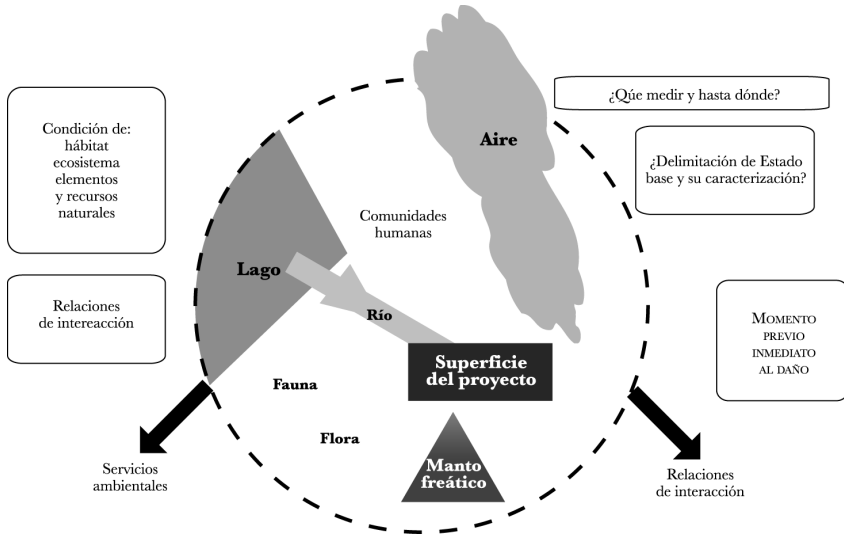 Condición de:
hábitat
ecosistema
elementos
y recursos
naturales
Relaciones
de intereacción
Servicios
ambientales
Lago
Comunidades
humanas
Aire
Río
Superficie
del proyecto
Fauna
Flora
Manto
freático
¿Qúe medir y hasta dónde?
¿Delimitación de Estado
base y su caracterización?
MOMENTO
PREVIO
INMEDIATO
AL DAÑO
Relaciones
de interacción